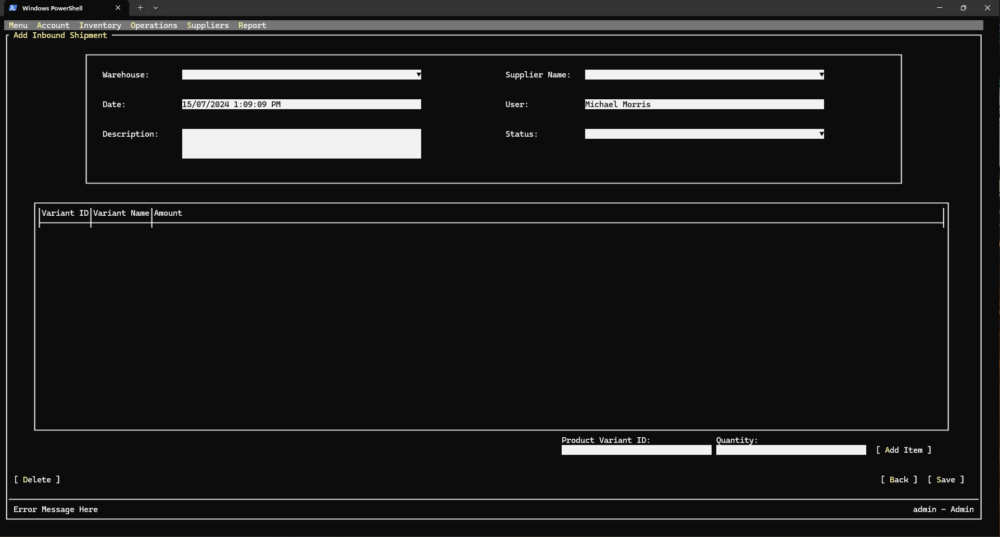 Windows PowerShell
Menu Account Inventory Operations Suppliers Report
Add Inbound Shipment
Warehouse: Supplier Name:
Date: 15/07/2024 1:09:09 PM User: Michael Morris
Description: Status:
Variant ID Variant Name Amount
Product Variant ID: Quantity:
[ Add Item ]
[ Delete ] [ Back ] [ Save ]
Error Message Here admin - Admin